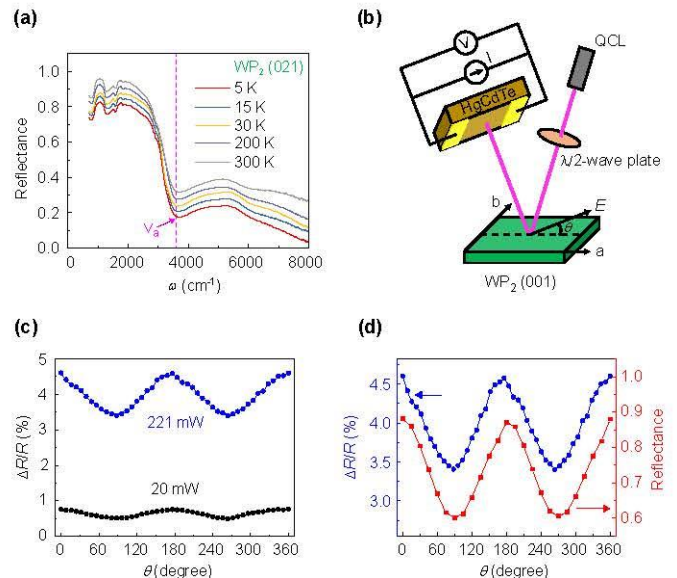 (a)
WP2 (021)
5 K
15 K
30 K
200 K
300 K
1.0
0.8
0.6
0.4
0.2
0.0
Reflectance
Va
0
2000
4000
6000
8000
ω (cm-1)
(b)
V
I
HgCdTe
QCL
λ/2-wave plate
b
E
θ
a
WP2 (001)
(c)
5
4
3
2
1
0
ΔR/R (%)
221 mW
20 mW
0
60
120
180
240
300
360
θ (degree)
(d)
4.5
4.0
3.5
3.0
ΔR/R (%)
1.0
0.9
0.8
0.7
0.6
Reflectance
0
60
120
180
240
300
360
θ (degree)